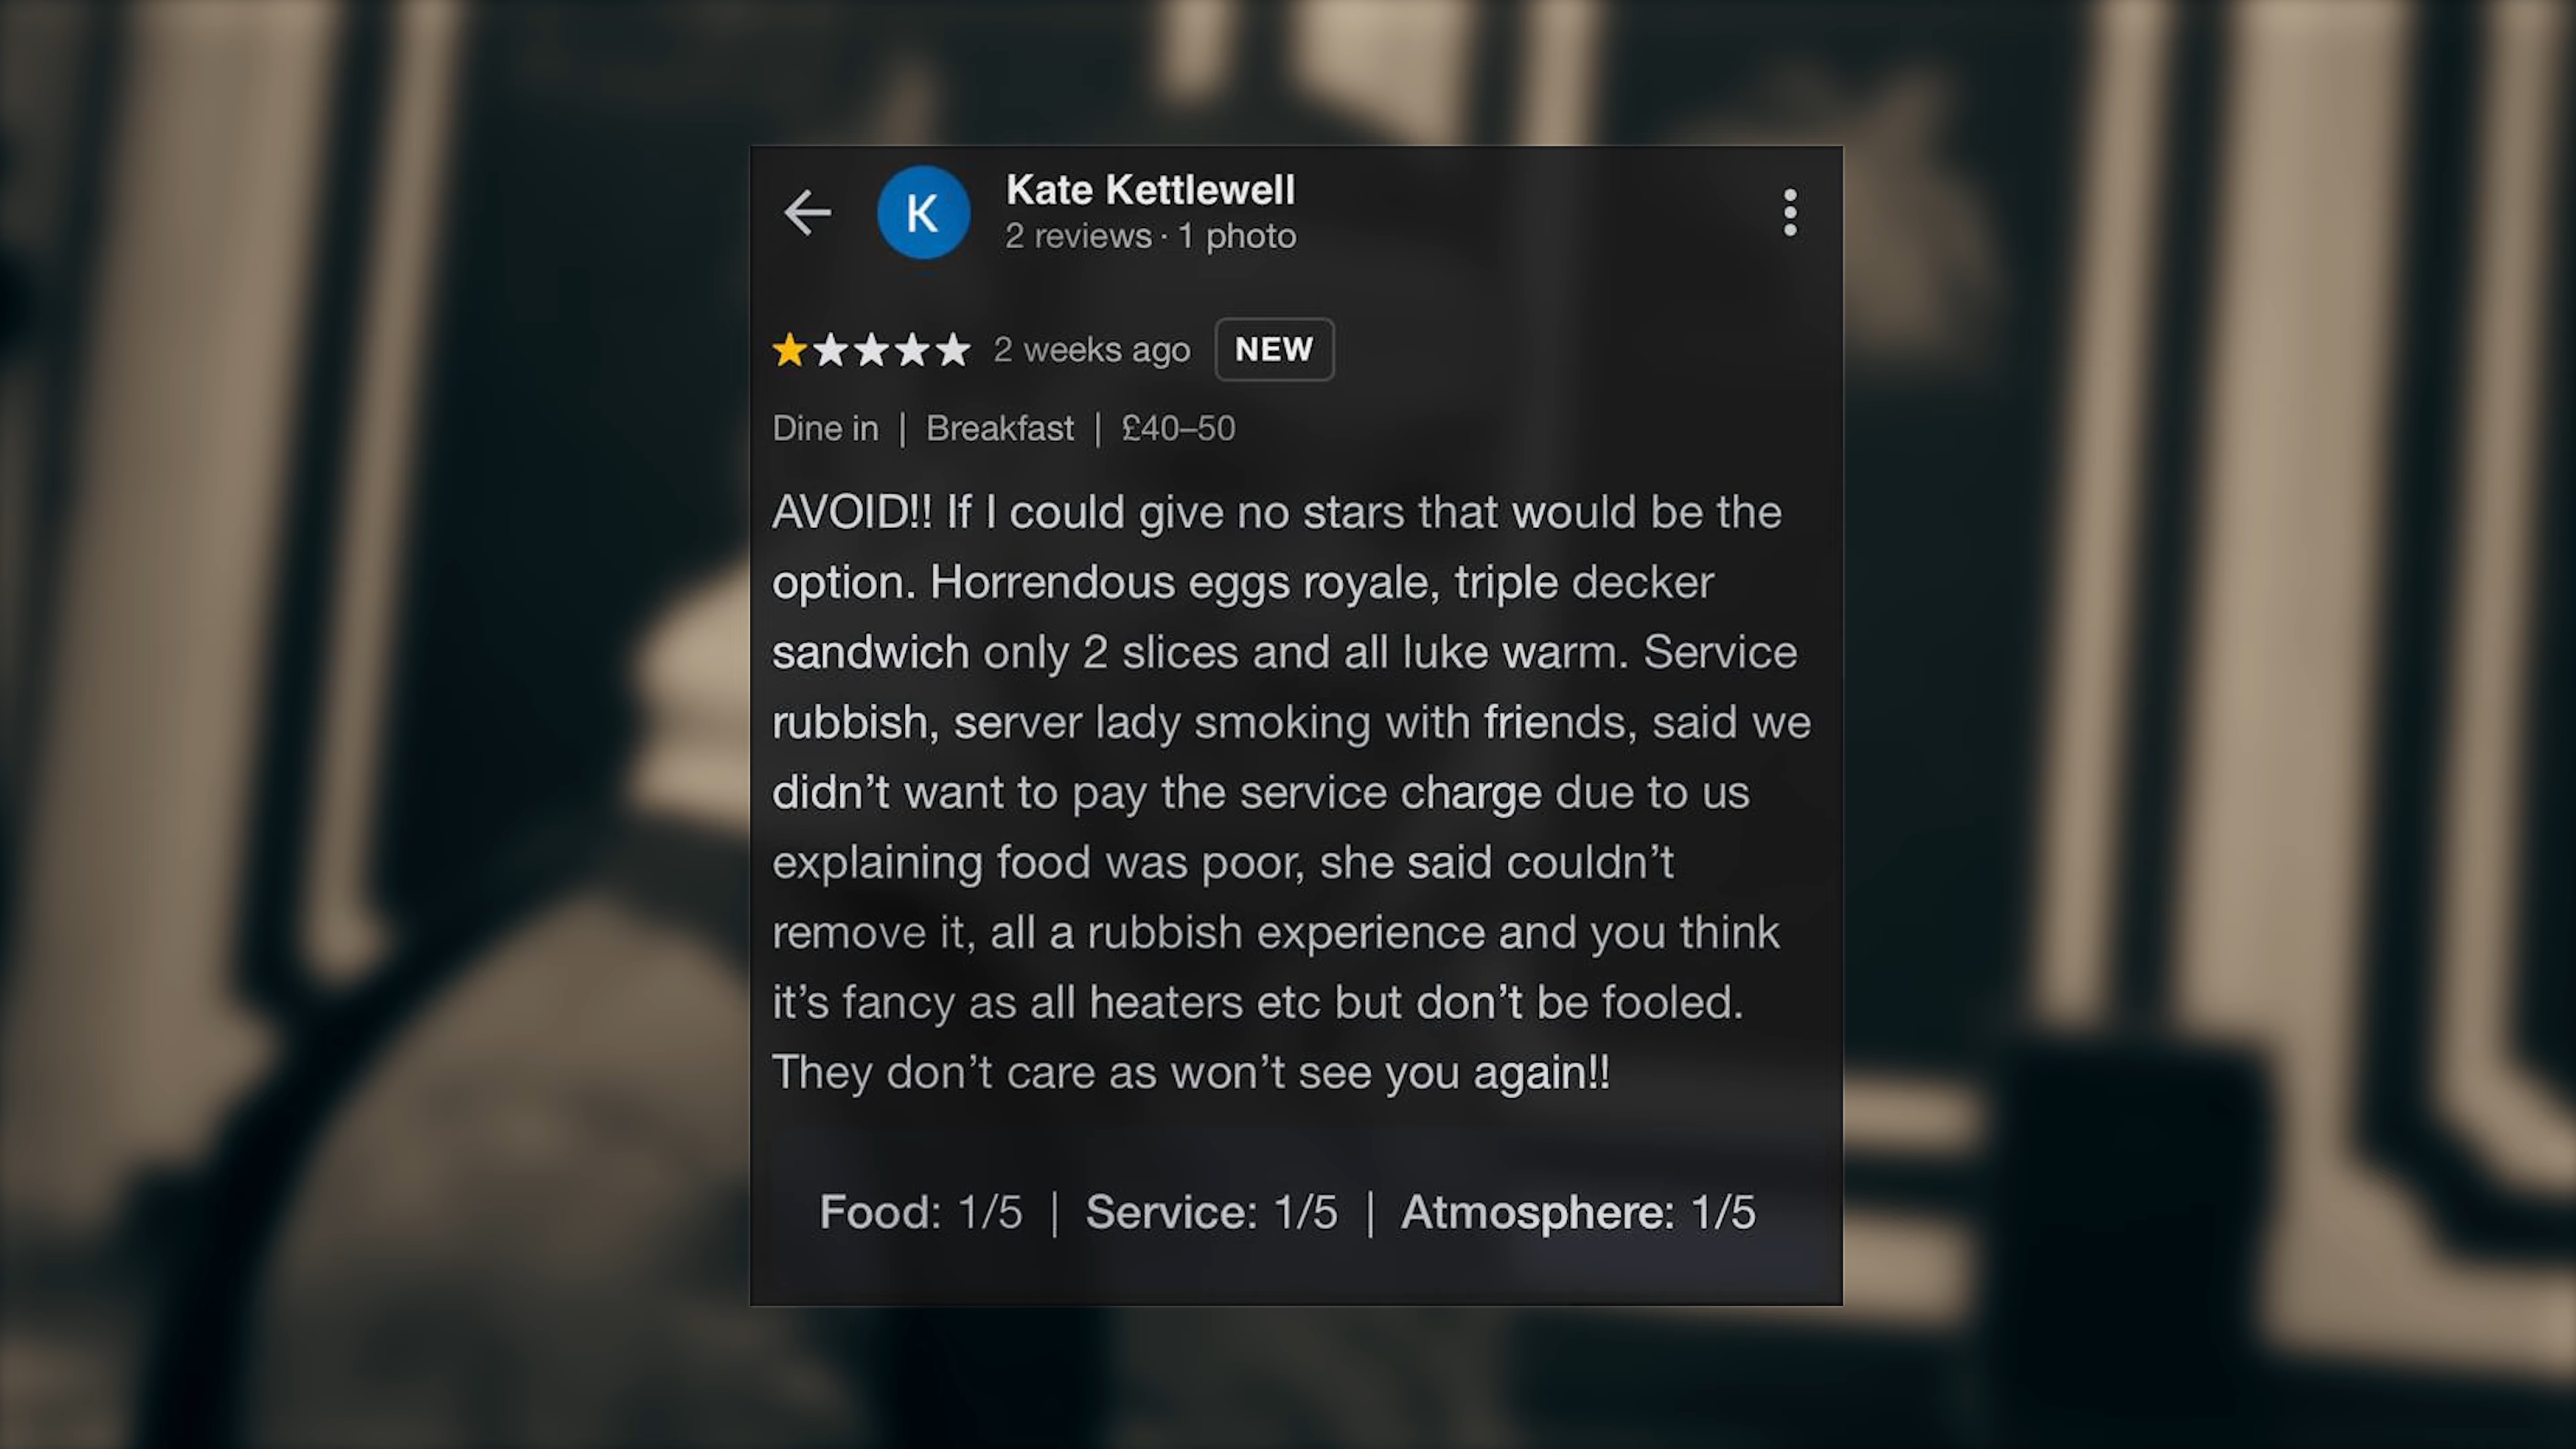 Kate Kettlewell
2 reviews · 1 photo
K
2 weeks ago
NEW
Dine in | Breakfast | £40–50
AVOID!! If I could give no stars that would be the
option. Horrendous eggs royale, triple decker
sandwich only 2 slices and all luke warm. Service
rubbish, server lady smoking with friends, said we
didn’t want to pay the service charge due to us
explaining food was poor, she said couldn’t
remove it, all a rubbish experience and you think
it’s fancy as all heaters etc but don’t be fooled.
They don’t care as won’t see you again!!
Food: 1/5 | Service: 1/5 | Atmosphere: 1/5